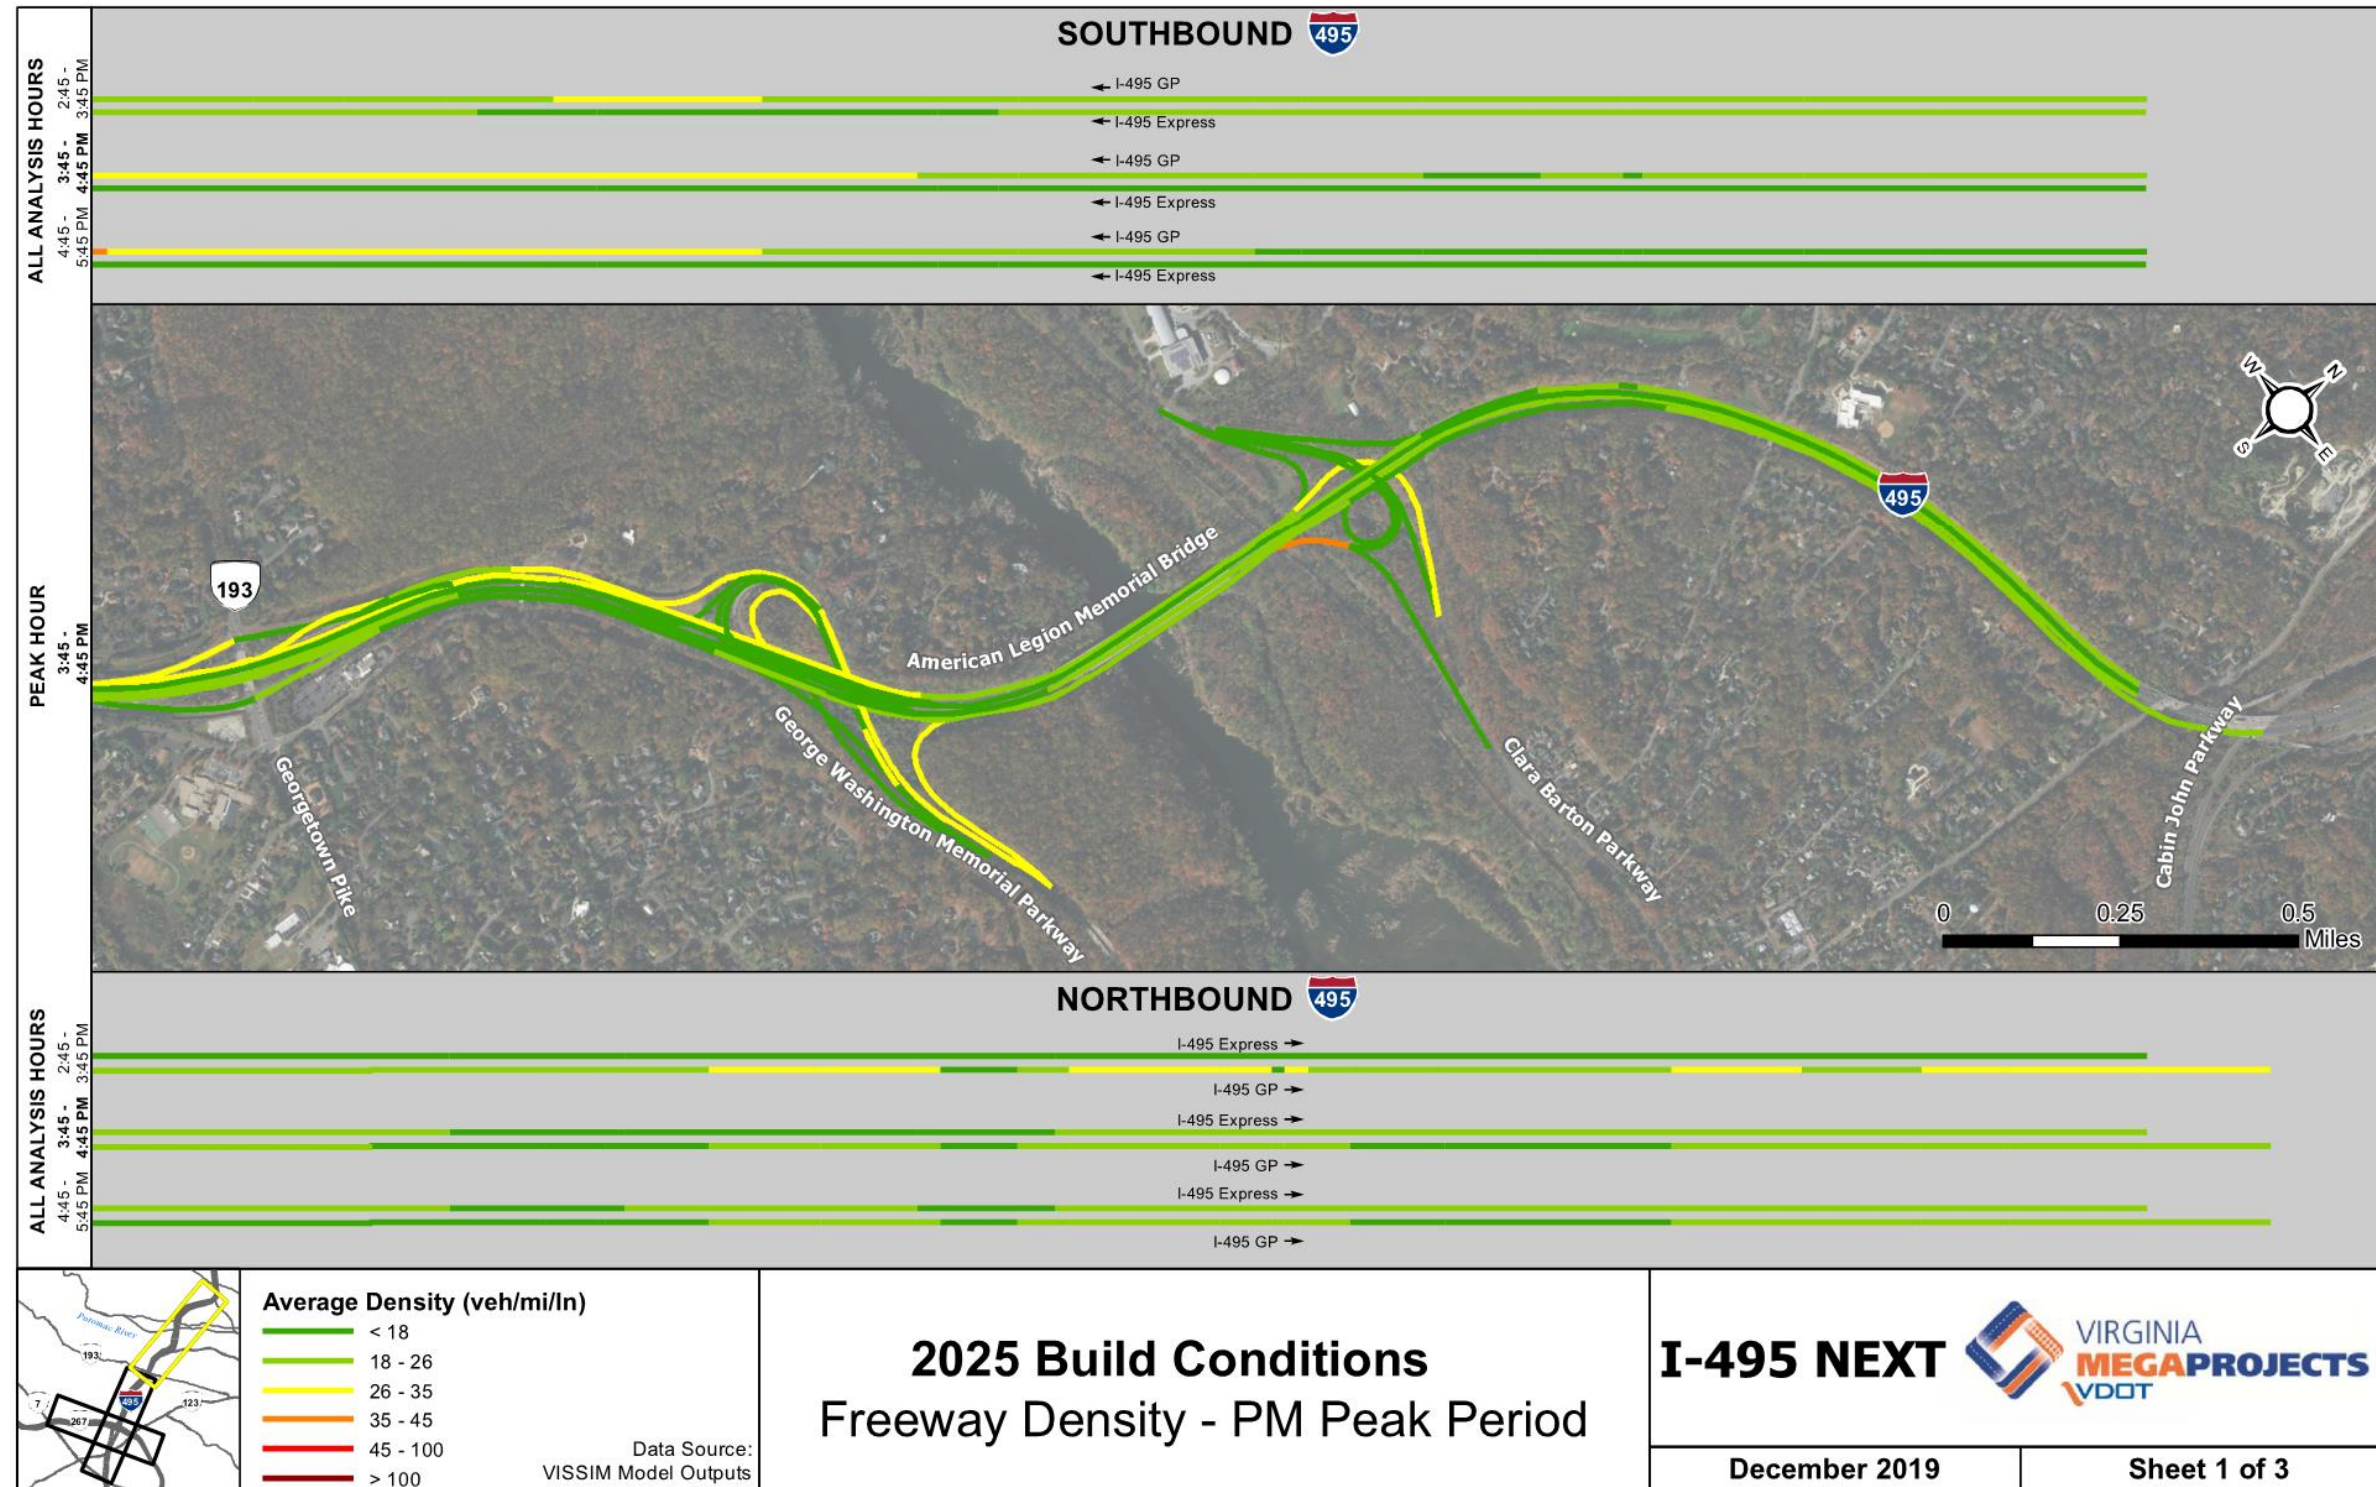 SOUTHBOUND 495
ALL ANALYSIS HOURS
2:45 -
3:45 PM
I-495 GP
I-495 Express
3:45 -
4:45 PM
I-495 GP
I-495 Express
4:45 -
5:45 PM
I-495 GP
I-495 Express
PEAK HOUR
3:45 -
4:45 PM
193
495
American Legion Memorial Bridge
George Washington Memorial Parkway
Georgetown Pike
Clara Barton Parkway
Cabin John Parkway
W
N
S
E
0 0.25 0.5
Miles
NORTHBOUND 495
ALL ANALYSIS HOURS
2:45 -
3:45 PM
I-495 Express
I-495 GP
3:45 -
4:45 PM
I-495 Express
I-495 GP
4:45 -
5:45 PM
I-495 Express
I-495 GP
Potomac River
193
495
123
7
267
Average Density (veh/mi/ln)
< 18
18 - 26
26 - 35
35 - 45
45 - 100
> 100
Data Source:
VISSIM Model Outputs
2025 Build Conditions
Freeway Density - PM Peak Period
I-495 NEXT
VIRGINIA
MEGAPROJECTS
VDOT
December 2019
Sheet 1 of 3